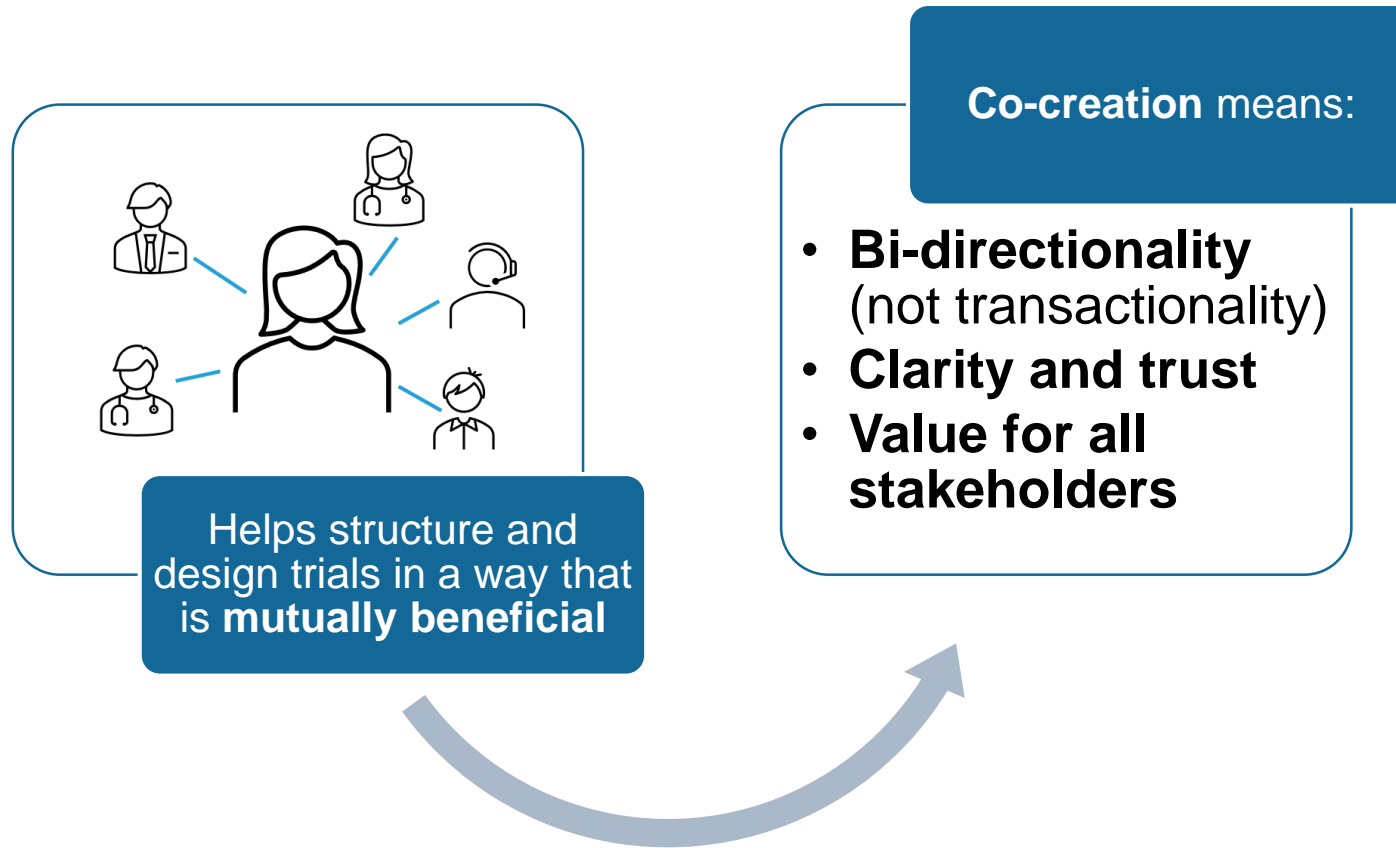 Helps structure and
design trials in a way that
is mutually beneficial
Co-creation means:
• Bi-directionality
(not transactionality)
• Clarity and trust
• Value for all
stakeholders